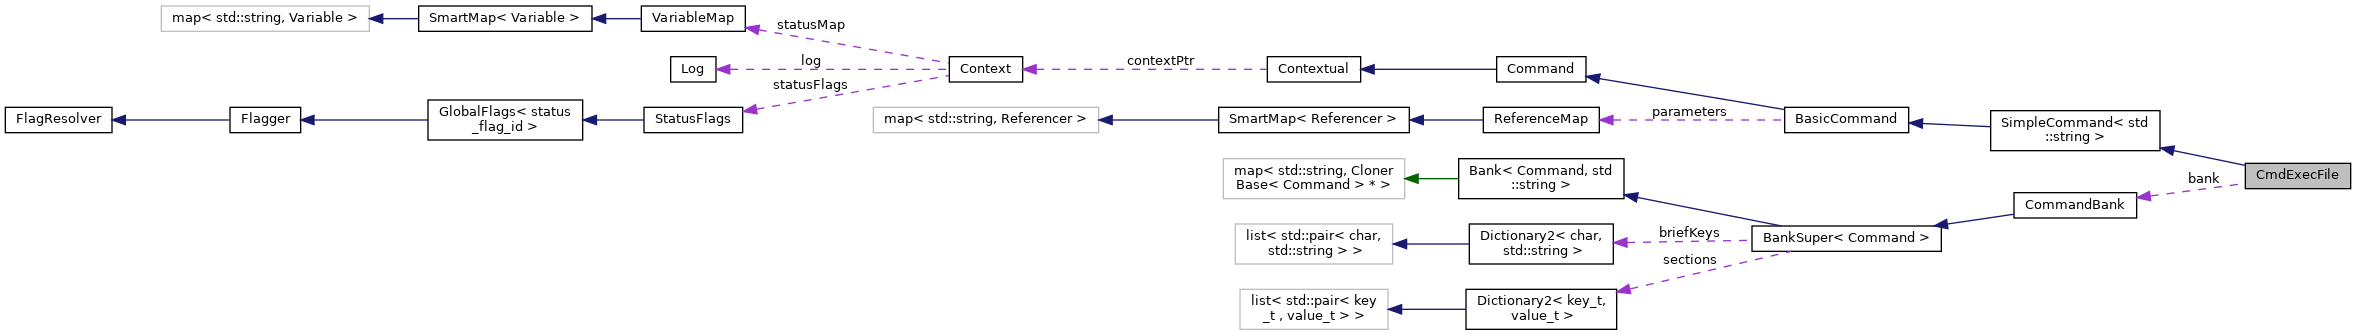 map< std::string, Variable >
SmartMap< Variable >
VariableMap
statusMap
Log
log
Context
contextPtr
Contextual
Command
statusFlags
FlagResolver
Flagger
GlobalFlags< status
_flag_id >
StatusFlags
map< std::string, Referencer >
SmartMap< Referencer >
ReferenceMap
parameters
BasicCommand
SimpleCommand< std
::string >
map< std::string, Cloner
Base< Command > * >
Bank< Command, std
::string >
CmdExecFile
bank
CommandBank
list< std::pair< char,
std::string > >
Dictionary2< char,
std::string >
briefKeys
BankSuper< Command >
sections
list< std::pair< key
_t , value_t > >
Dictionary2< key_t,
value_t >